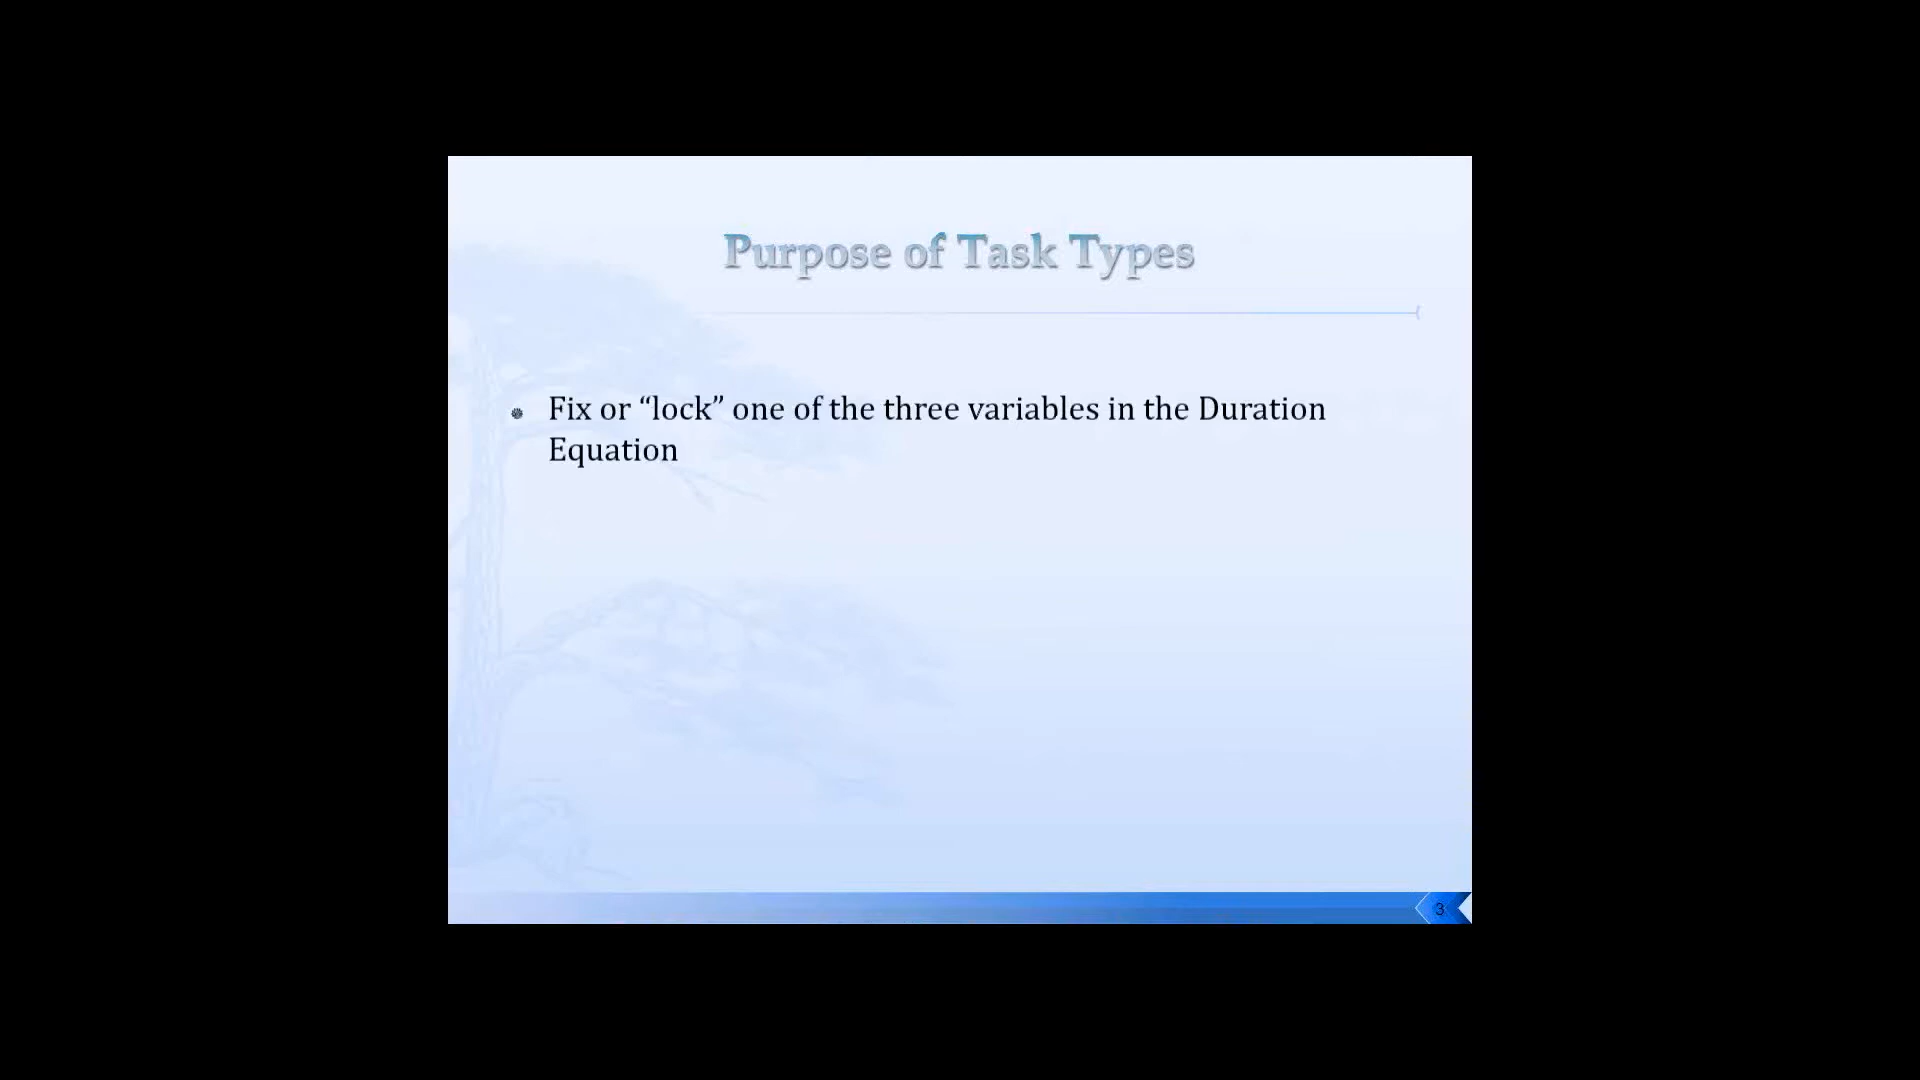 Purpose of Task Types
Fix or “lock” one of the three variables in the Duration
Equation
3